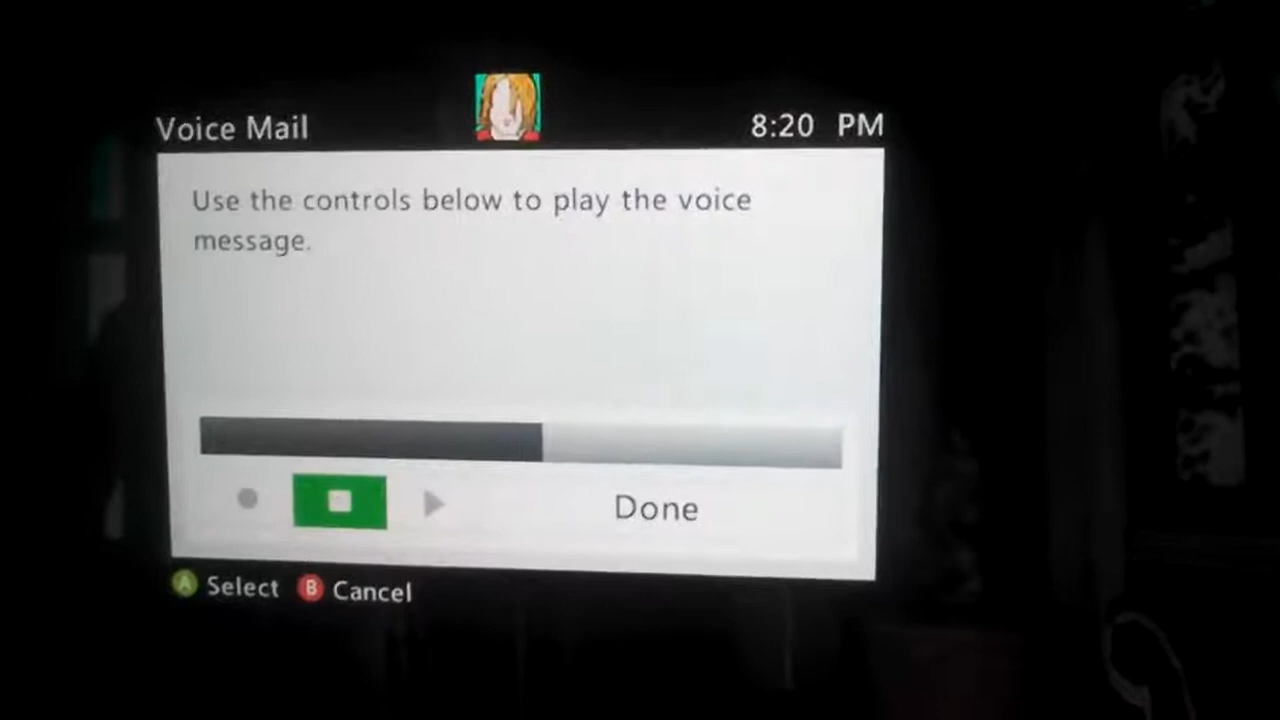 Voice Mail
8:20 PM
Use the controls below to play the voice
message.
Done
A Select B Cancel